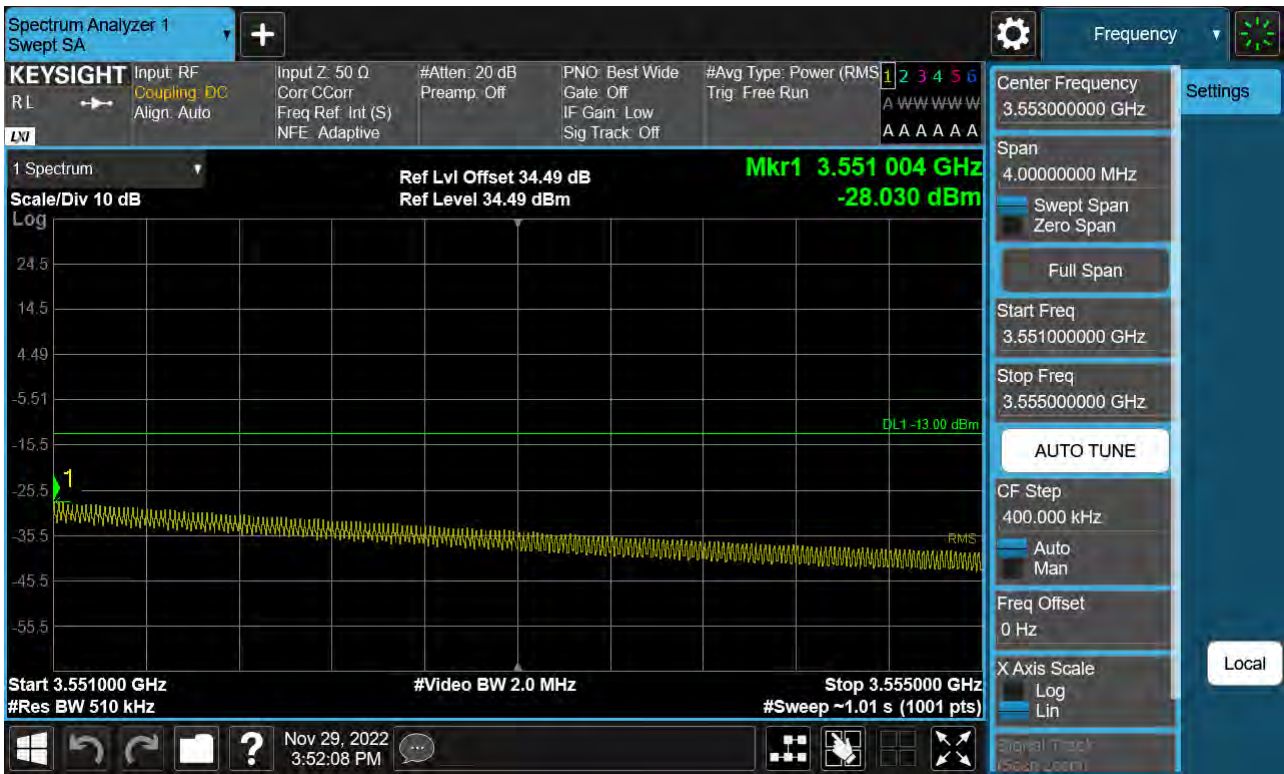 Spectrum Analyzer 1
Swept SA
+
Frequency
KEYSIGHT
R L
LXI
Input: RF
Coupling: DC
Align: Auto
Input Z: 50 Ω
Corr CCorr
Freq Ref: Int (S)
NFE: Adaptive
#Atten: 20 dB
Preamp: Off
PNO: Best Wide
Gate: Off
IF Gain: Low
Sig Track: Off
#Avg Type: Power (RMS
Trig: Free Run
1 2 3 4 5 6
A W W W W W
A A A A A A
1 Spectrum
Scale/Div 10 dB
Log
Ref Lvl Offset 34.49 dB
Ref Level 34.49 dBm
Mkr1 3.551 004 GHz
-28.030 dBm
24.5
14.5
4.49
-5.51
-15.5
-25.5
-35.5
-45.5
-55.5
DL1 -13.00 dBm
1
RMS
Start 3.551000 GHz
#Res BW 510 kHz
#Video BW 2.0 MHz
Stop 3.555000 GHz
#Sweep ~1.01 s (1001 pts)
Center Frequency
3.553000000 GHz
Span
4.00000000 MHz
Swept Span
Zero Span
Full Span
Start Freq
3.551000000 GHz
Stop Freq
3.555000000 GHz
AUTO TUNE
CF Step
400.000 kHz
Auto
Man
Freq Offset
0 Hz
X Axis Scale
Log
Lin
Signal Track
(Span Zoom)
Settings
Local
?
Nov 29, 2022
3:52:08 PM